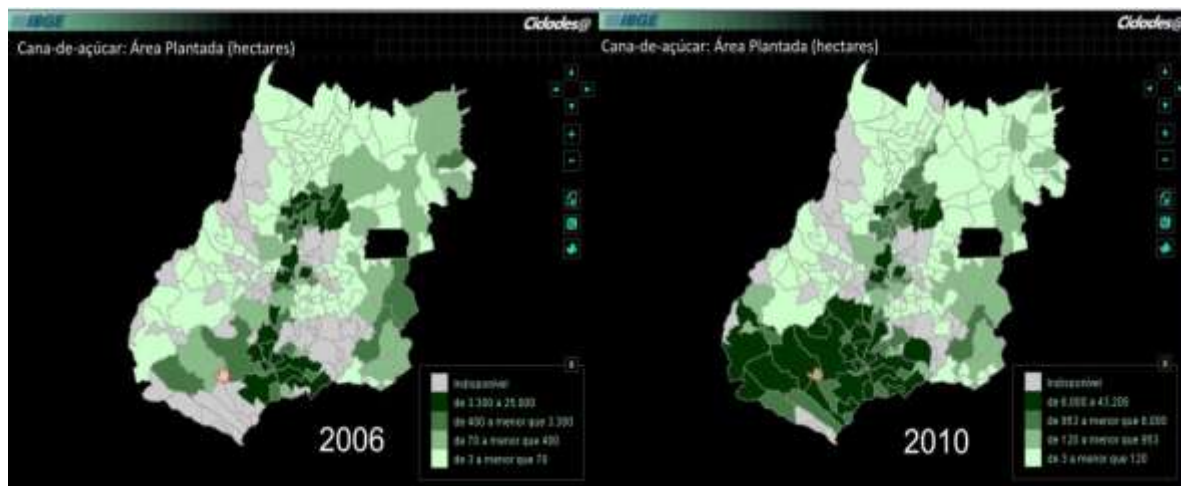 IBGE
Cidades@
Cana-de-açúcar: Área Plantada (hectares)
Indisponível
de 3.300 a 25.000
de 400 a menor que 3.300
de 70 a menor que 400
de 3 a menor que 70
2006
IBGE
Cidades@
Cana-de-açúcar: Área Plantada (hectares)
Indisponível
de 6.000 a 43.205
de 953 a menor que 6.000
de 120 a menor que 953
de 3 a menor que 120
2010